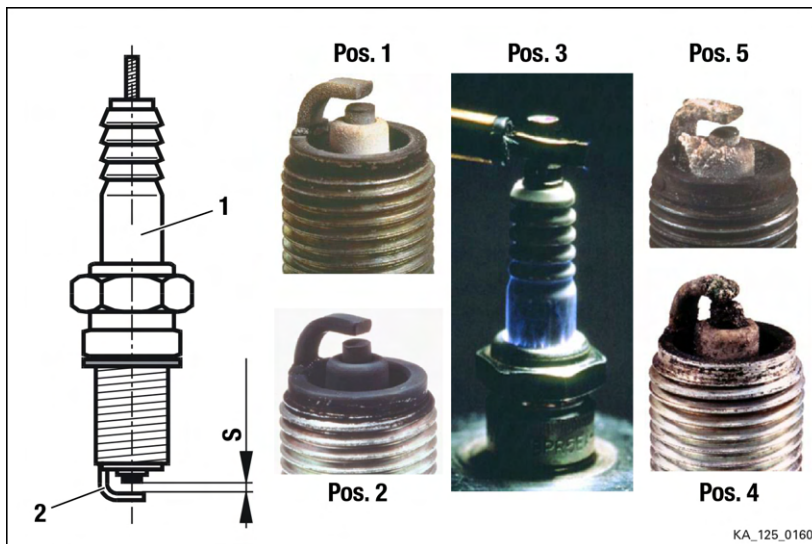 Pos. 1
Pos. 3
Pos. 5
1
S
2
Pos. 2
Pos. 4
KA_125_0160